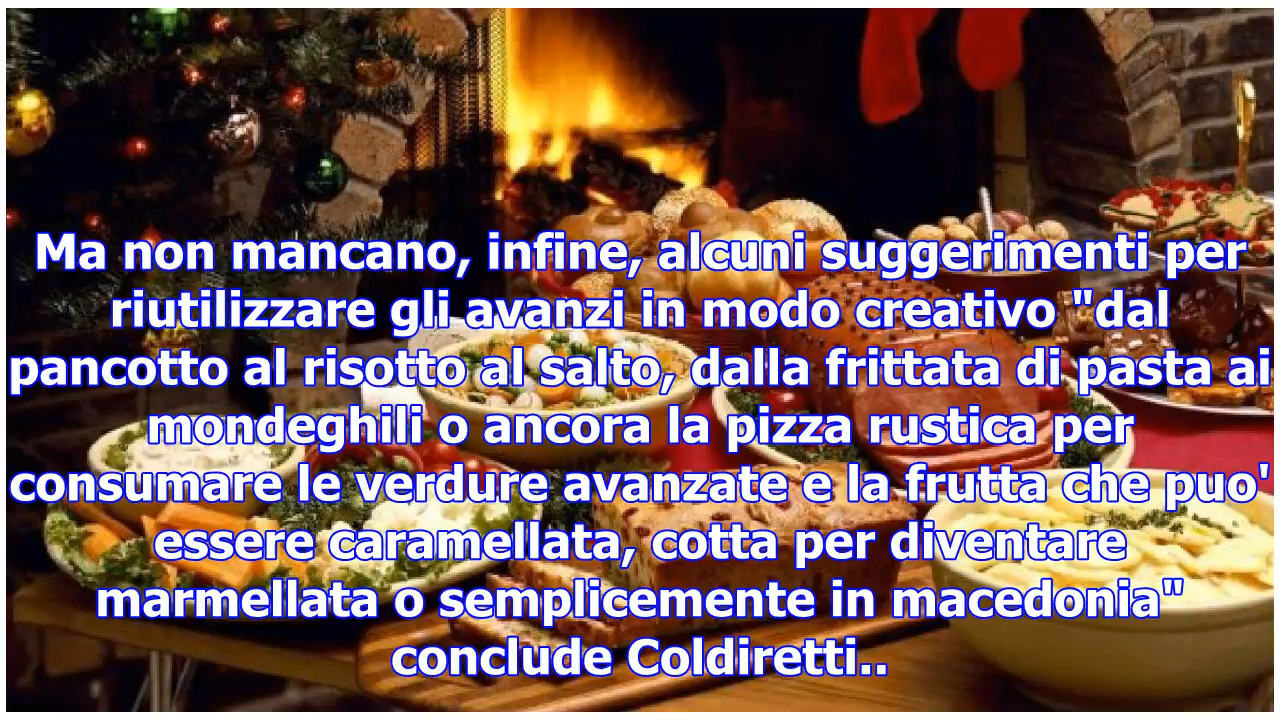 Ma non mancano, infine, alcuni suggerimenti per
riutilizzare gli avanzi in modo creativo "dal
pancotto al risotto al salto, dalla frittata di pasta ai
mondeghili o ancora la pizza rustica per
consumare le verdure avanzate e la frutta che puo'
essere caramellata, cotta per diventare
marmellata o semplicemente in macedonia"
conclude Coldiretti..